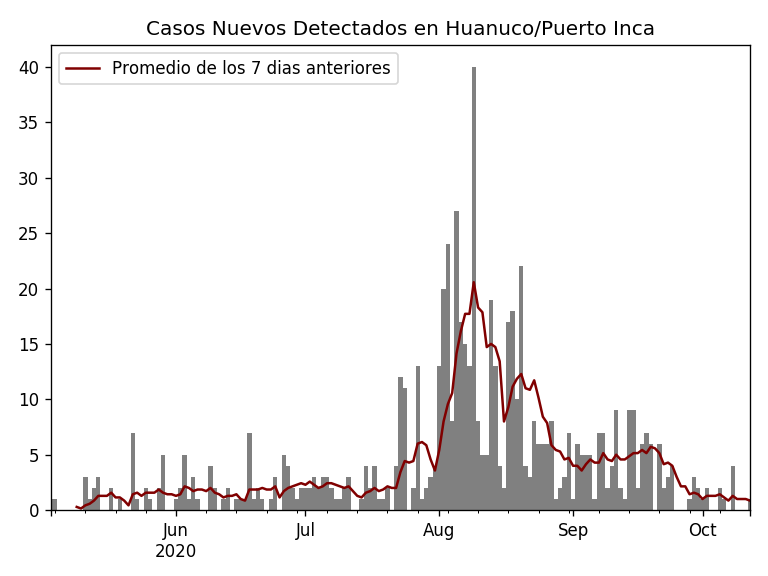 Casos Nuevos Detectados en Huanuco/Puerto Inca
Promedio de los 7 dias anteriores
40
35
30
25
20
15
10
5
0
Jun
2020
Jul
Aug
Sep
Oct